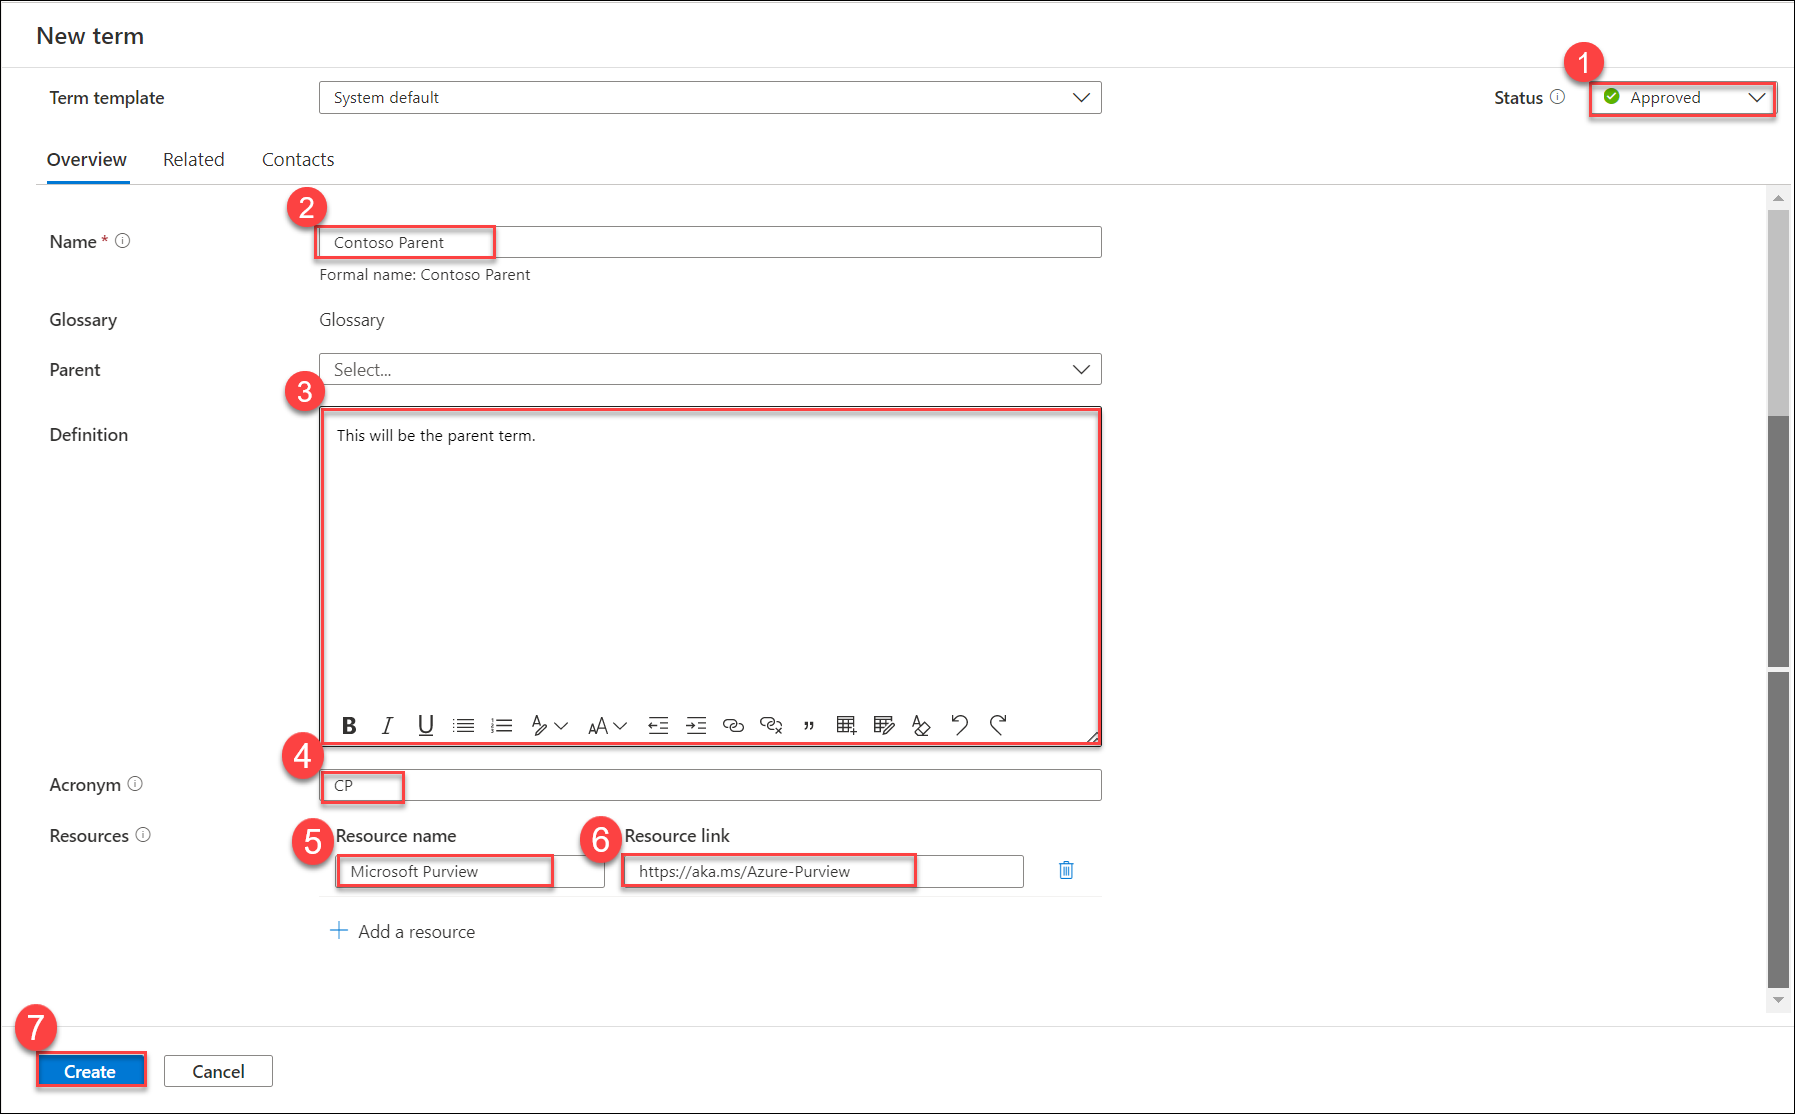 New term
1
Term template
System default
Status
Approved
Overview
Related
Contacts
2
Name *
Contoso Parent
Formal name: Contoso Parent
Glossary
Glossary
Parent
Select...
3
Definition
This will be the parent term.
B I U
AA
4
Acronym
CP
Resources
5
Resource name
6
Resource link
Microsoft Purview
https://aka.ms/Azure-Purview
Add a resource
7
Create
Cancel